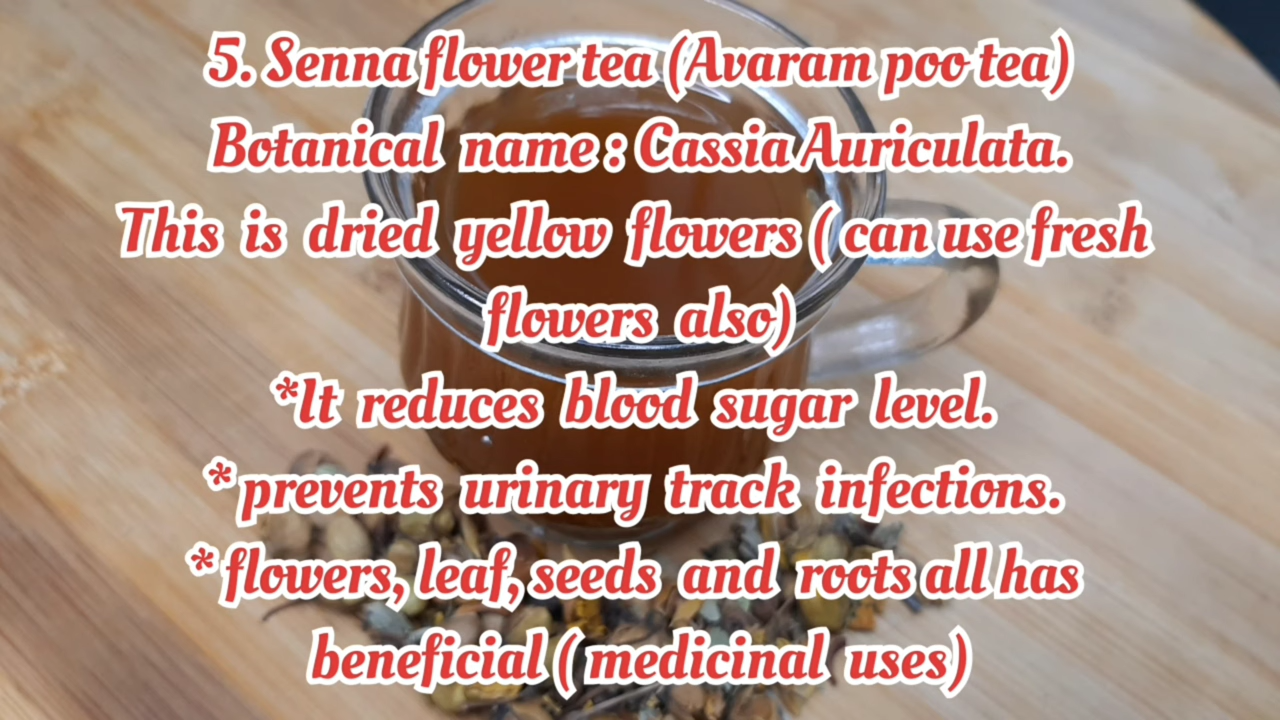 5. Senna flower tea (Avaram poo tea)
Botanical name : Cassia Auriculata.
This is dried yellow flowers ( can use fresh
flowers also)
*It reduces blood sugar level.
*prevents urinary track infections.
*flowers, leaf, seeds and roots all has
beneficial ( medicinal uses)